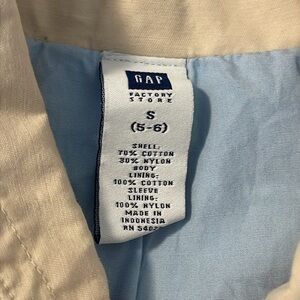 GAP
FACTORY
STORE
S
(5-6)
SHELL:
70% COTTON
30% NYLON
BODY
LINING:
100% COTTON
SLEEVE
LINING:
100% NYLON
MADE IN
INDONESIA
RN